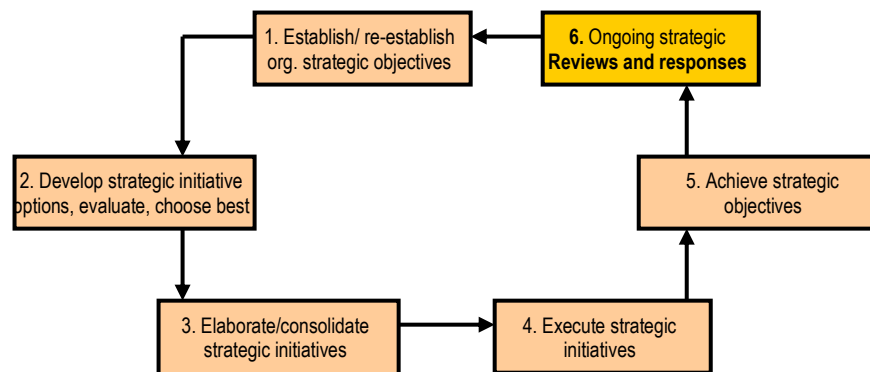 1. Establish/ re-establish
org. strategic objectives
6. Ongoing strategic
Reviews and responses
2. Develop strategic initiative
options, evaluate, choose best
5. Achieve strategic
objectives
3. Elaborate/consolidate
strategic initiatives
4. Execute strategic
initiatives